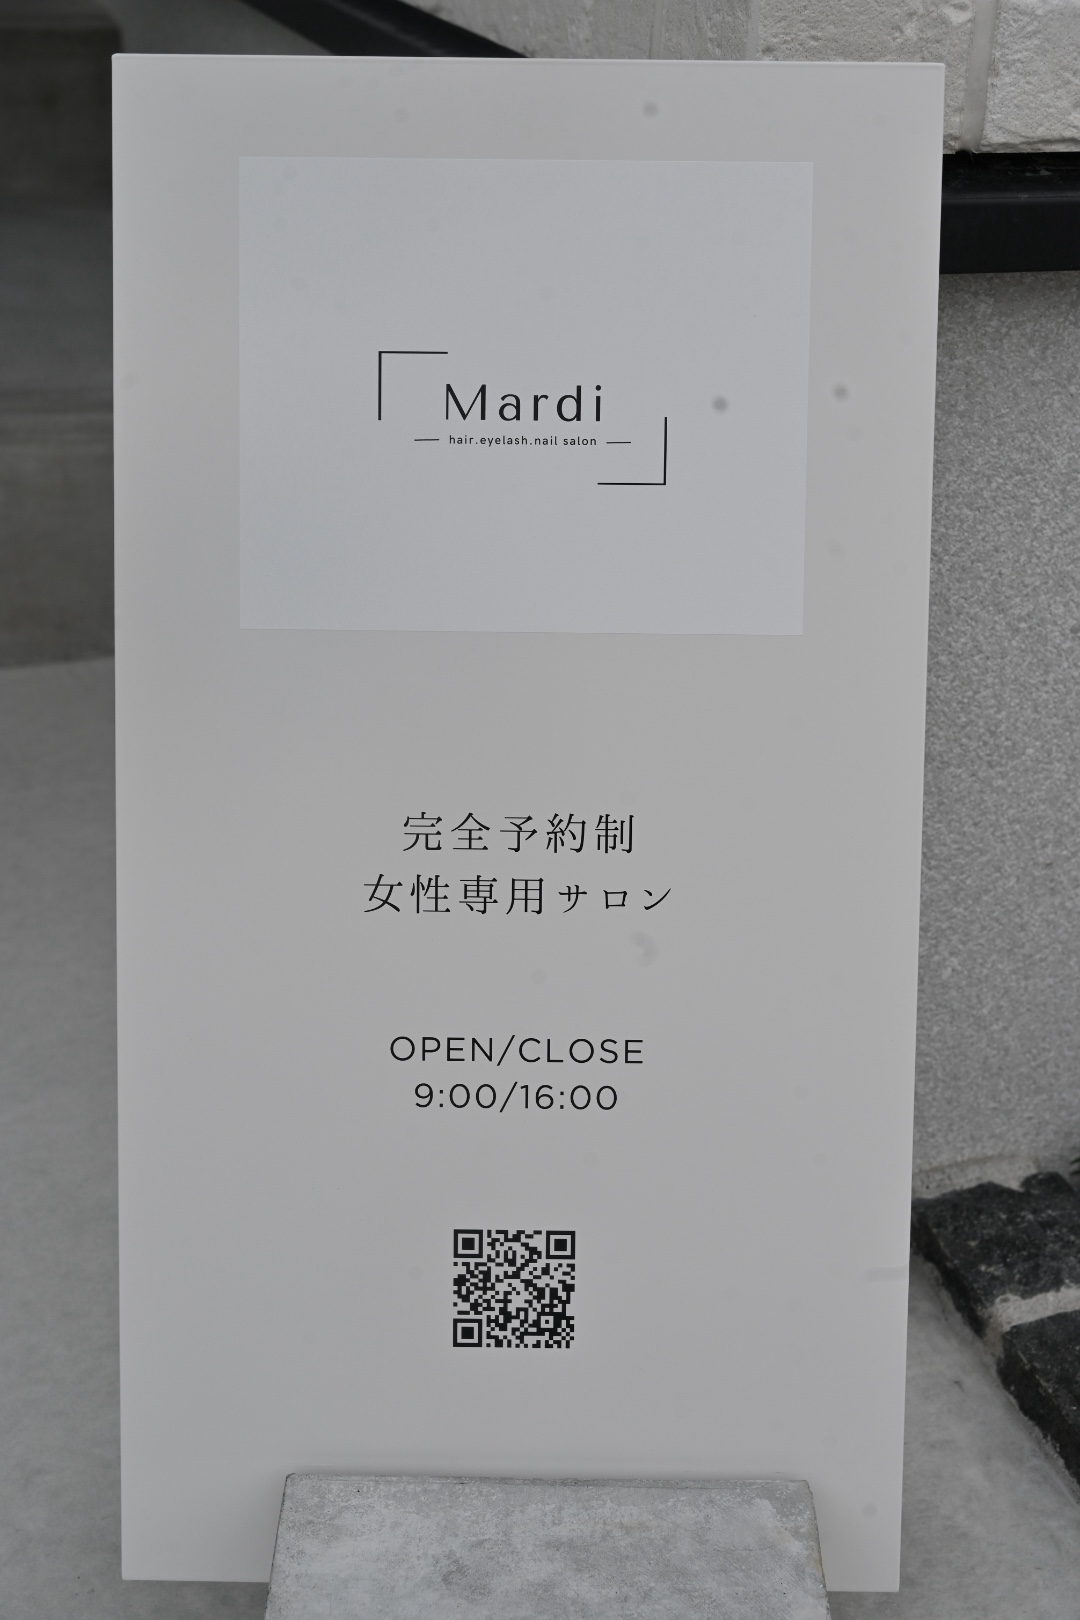 Mardi
hair.eyelash.nail salon
完全予約制
女性専用サロン
OPEN/CLOSE
9:00/16:00